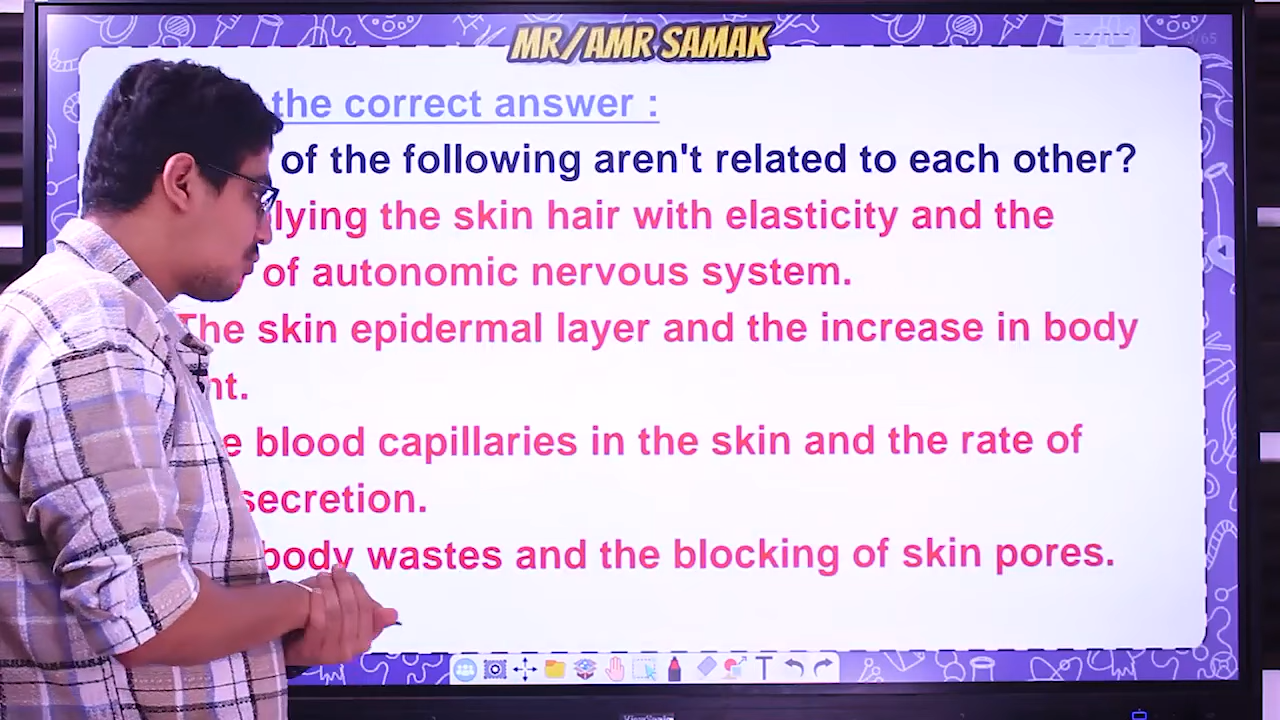 MR/AMR SAMAK
the correct answer :
of the following aren't related to each other?
lying the skin hair with elasticity and the
of autonomic nervous system.
The skin epidermal layer and the increase in body
nt.
e blood capillaries in the skin and the rate of
secretion.
body wastes and the blocking of skin pores.